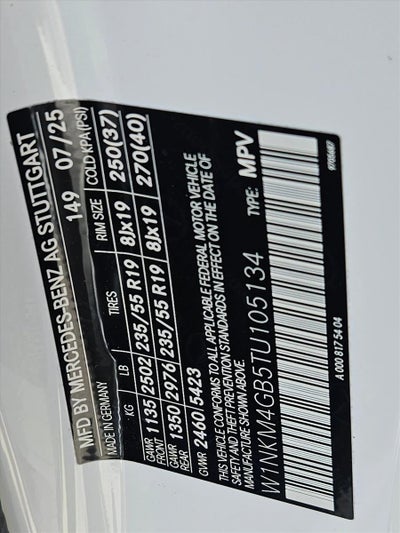 MFD BY MERCEDES-BENZ AG STUTTGART
MADE IN GERMANY 149 07/25
KG LB TIRES RIM SIZE COLD KPA(PSI)
GAWR FRONT 1135 2502 235/55 R19 8Jx19 250(37)
GAWR REAR 1350 2976 235/55 R19 8Jx19 270(40)
GVWR 2460 5423
THIS VEHICLE CONFORMS TO ALL APPLICABLE FEDERAL MOTOR VEHICLE
SAFETY AND THEFT PREVENTION STANDARDS IN EFFECT ON THE DATE OF
MANUFACTURE SHOWN ABOVE.
W1NKM4GB5TU105134 TYPE: MPV
A 000 817 54 04